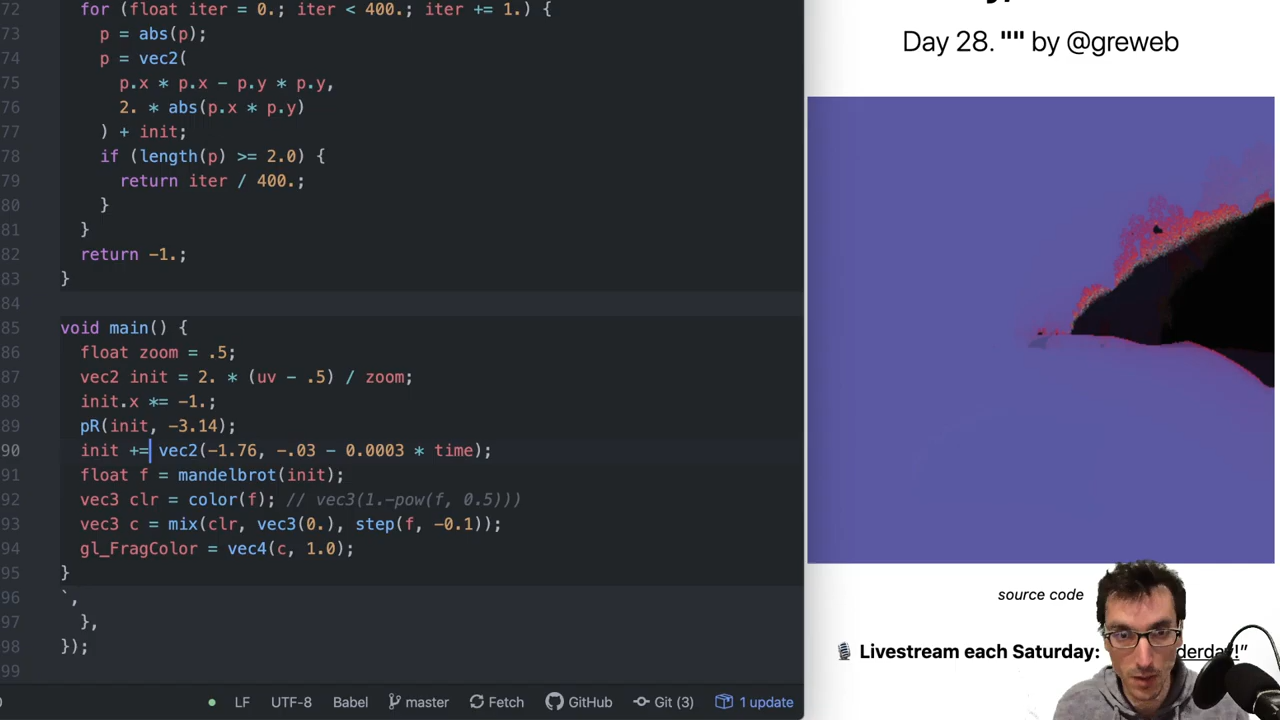 72 for (float iter = 0.; iter < 400.; iter += 1.) {
73 p = abs(p);
74 p = vec2(
75 p.x * p.x - p.y * p.y,
76 2. * abs(p.x * p.y)
77 ) + init;
78 if (length(p) >= 2.0) {
79 return iter / 400.;
80 }
81 }
82 return -1.;
83 }
84
85 void main() {
86 float zoom = .5;
87 vec2 init = 2. * (uv - .5) / zoom;
88 init.x *= -1.;
89 pR(init, -3.14);
90 init += vec2(-1.76, -.03 - 0.0003 * time);
91 float f = mandelbrot(init);
92 vec3 clr = color(f); // vec3(1.-pow(f, 0.5)))
93 vec3 c = mix(clr, vec3(0.), step(f, -0.1));
94 gl_FragColor = vec4(c, 1.0);
95 }
96 `,
97 },
98 });
99
LF UTF-8 Babel master Fetch GitHub Git (3) 1 update
Day 28. "" by @greweb
source code
Livestream each Saturday: